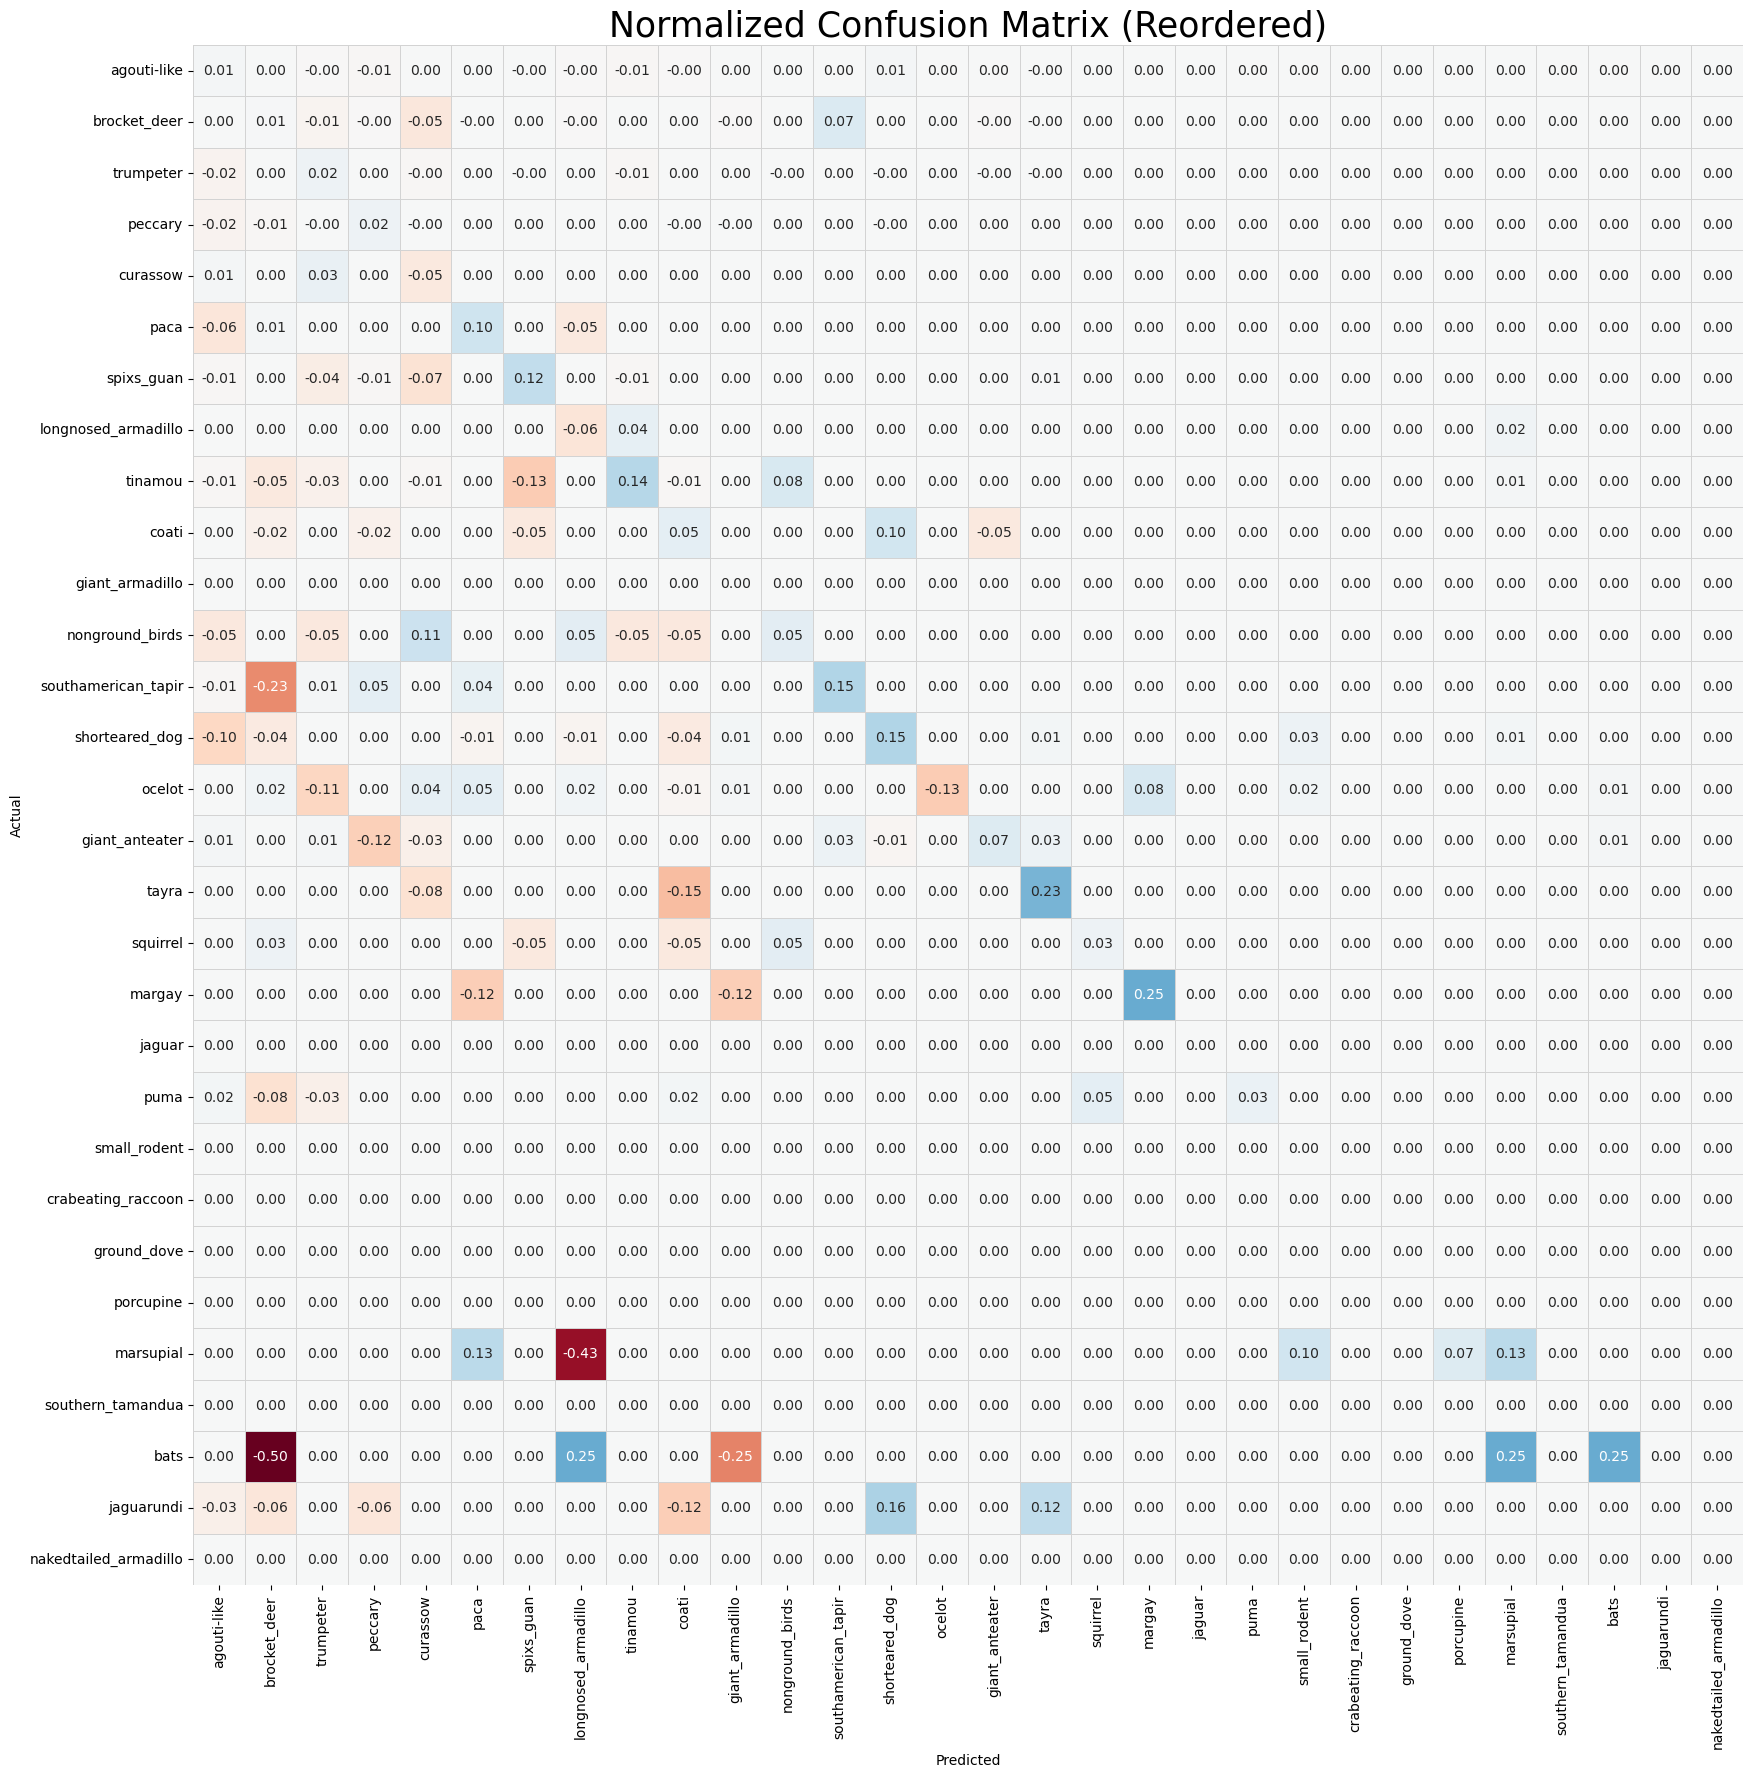 Normalized Confusion Matrix (Reordered)
agouti-like 0.01 0.00 -0.00 -0.01 0.00 0.00 -0.00 -0.00 -0.01 -0.00 0.00 0.00 0.00 0.01 0.00 0.00 -0.00 0.00 0.00 0.00 0.00 0.00 0.00 0.00 0.00 0.00 0.00 0.00 0.00 0.00
brocket_deer 0.00 0.01 -0.01 -0.00 -0.05 -0.00 0.00 -0.00 0.00 0.00 -0.00 0.00 0.07 0.00 0.00 -0.00 -0.00 0.00 0.00 0.00 0.00 0.00 0.00 0.00 0.00 0.00 0.00 0.00 0.00 0.00
trumpeter -0.02 0.00 0.02 0.00 -0.00 0.00 -0.00 0.00 -0.01 0.00 0.00 -0.00 0.00 -0.00 0.00 -0.00 -0.00 0.00 0.00 0.00 0.00 0.00 0.00 0.00 0.00 0.00 0.00 0.00 0.00 0.00
peccary -0.02 -0.01 -0.00 0.02 -0.00 0.00 0.00 0.00 0.00 -0.00 -0.00 0.00 0.00 -0.00 0.00 0.00 0.00 0.00 0.00 0.00 0.00 0.00 0.00 0.00 0.00 0.00 0.00 0.00 0.00 0.00
curassow 0.01 0.00 0.03 0.00 -0.05 0.00 0.00 0.00 0.00 0.00 0.00 0.00 0.00 0.00 0.00 0.00 0.00 0.00 0.00 0.00 0.00 0.00 0.00 0.00 0.00 0.00 0.00 0.00 0.00 0.00
paca -0.06 0.01 0.00 0.00 0.00 0.10 0.00 -0.05 0.00 0.00 0.00 0.00 0.00 0.00 0.00 0.00 0.00 0.00 0.00 0.00 0.00 0.00 0.00 0.00 0.00 0.00 0.00 0.00 0.00 0.00
spixs_guan -0.01 0.00 -0.04 -0.01 -0.07 0.00 0.12 0.00 -0.01 0.00 0.00 0.00 0.00 0.00 0.00 0.00 0.01 0.00 0.00 0.00 0.00 0.00 0.00 0.00 0.00 0.00 0.00 0.00 0.00 0.00
longnosed_armadillo 0.00 0.00 0.00 0.00 0.00 0.00 0.00 -0.06 0.04 0.00 0.00 0.00 0.00 0.00 0.00 0.00 0.00 0.00 0.00 0.00 0.00 0.00 0.00 0.00 0.00 0.02 0.00 0.00 0.00 0.00
tinamou -0.01 -0.05 -0.03 0.00 -0.01 0.00 -0.13 0.00 0.14 -0.01 0.00 0.08 0.00 0.00 0.00 0.00 0.00 0.00 0.00 0.00 0.00 0.00 0.00 0.00 0.00 0.01 0.00 0.00 0.00 0.00
coati 0.00 -0.02 0.00 -0.02 0.00 0.00 -0.05 0.00 0.00 0.05 0.00 0.00 0.00 0.10 0.00 -0.05 0.00 0.00 0.00 0.00 0.00 0.00 0.00 0.00 0.00 0.00 0.00 0.00 0.00 0.00
giant_armadillo 0.00 0.00 0.00 0.00 0.00 0.00 0.00 0.00 0.00 0.00 0.00 0.00 0.00 0.00 0.00 0.00 0.00 0.00 0.00 0.00 0.00 0.00 0.00 0.00 0.00 0.00 0.00 0.00 0.00 0.00
nonground_birds -0.05 0.00 -0.05 0.00 0.11 0.00 0.00 0.05 -0.05 -0.05 0.00 0.05 0.00 0.00 0.00 0.00 0.00 0.00 0.00 0.00 0.00 0.00 0.00 0.00 0.00 0.00 0.00 0.00 0.00 0.00
southamerican_tapir -0.01 -0.23 0.01 0.05 0.00 0.04 0.00 0.00 0.00 0.00 0.00 0.00 0.15 0.00 0.00 0.00 0.00 0.00 0.00 0.00 0.00 0.00 0.00 0.00 0.00 0.00 0.00 0.00 0.00 0.00
shorteared_dog -0.10 -0.04 0.00 0.00 0.00 -0.01 0.00 -0.01 0.00 -0.04 0.01 0.00 0.00 0.15 0.00 0.00 0.01 0.00 0.00 0.00 0.00 0.03 0.00 0.00 0.00 0.01 0.00 0.00 0.00 0.00
ocelot 0.00 0.02 -0.11 0.00 0.04 0.05 0.00 0.02 0.00 -0.01 0.01 0.00 0.00 0.00 -0.13 0.00 0.00 0.00 0.08 0.00 0.00 0.02 0.00 0.00 0.00 0.00 0.00 0.01 0.00 0.00
giant_anteater 0.01 0.00 0.01 -0.12 -0.03 0.00 0.00 0.00 0.00 0.00 0.00 0.00 0.03 -0.01 0.00 0.07 0.03 0.00 0.00 0.00 0.00 0.00 0.00 0.00 0.00 0.00 0.00 0.01 0.00 0.00
tayra 0.00 0.00 0.00 0.00 -0.08 0.00 0.00 0.00 0.00 -0.15 0.00 0.00 0.00 0.00 0.00 0.00 0.23 0.00 0.00 0.00 0.00 0.00 0.00 0.00 0.00 0.00 0.00 0.00 0.00 0.00
squirrel 0.00 0.03 0.00 0.00 0.00 0.00 -0.05 0.00 0.00 -0.05 0.00 0.05 0.00 0.00 0.00 0.00 0.00 0.03 0.00 0.00 0.00 0.00 0.00 0.00 0.00 0.00 0.00 0.00 0.00 0.00
margay 0.00 0.00 0.00 0.00 0.00 -0.12 0.00 0.00 0.00 0.00 -0.12 0.00 0.00 0.00 0.00 0.00 0.00 0.00 0.25 0.00 0.00 0.00 0.00 0.00 0.00 0.00 0.00 0.00 0.00 0.00
jaguar 0.00 0.00 0.00 0.00 0.00 0.00 0.00 0.00 0.00 0.00 0.00 0.00 0.00 0.00 0.00 0.00 0.00 0.00 0.00 0.00 0.00 0.00 0.00 0.00 0.00 0.00 0.00 0.00 0.00 0.00
puma 0.02 -0.08 -0.03 0.00 0.00 0.00 0.00 0.00 0.00 0.02 0.00 0.00 0.00 0.00 0.00 0.00 0.00 0.05 0.00 0.00 0.03 0.00 0.00 0.00 0.00 0.00 0.00 0.00 0.00 0.00
small_rodent 0.00 0.00 0.00 0.00 0.00 0.00 0.00 0.00 0.00 0.00 0.00 0.00 0.00 0.00 0.00 0.00 0.00 0.00 0.00 0.00 0.00 0.00 0.00 0.00 0.00 0.00 0.00 0.00 0.00 0.00
crabeating_raccoon 0.00 0.00 0.00 0.00 0.00 0.00 0.00 0.00 0.00 0.00 0.00 0.00 0.00 0.00 0.00 0.00 0.00 0.00 0.00 0.00 0.00 0.00 0.00 0.00 0.00 0.00 0.00 0.00 0.00 0.00
ground_dove 0.00 0.00 0.00 0.00 0.00 0.00 0.00 0.00 0.00 0.00 0.00 0.00 0.00 0.00 0.00 0.00 0.00 0.00 0.00 0.00 0.00 0.00 0.00 0.00 0.00 0.00 0.00 0.00 0.00 0.00
porcupine 0.00 0.00 0.00 0.00 0.00 0.00 0.00 0.00 0.00 0.00 0.00 0.00 0.00 0.00 0.00 0.00 0.00 0.00 0.00 0.00 0.00 0.00 0.00 0.00 0.00 0.00 0.00 0.00 0.00 0.00
marsupial 0.00 0.00 0.00 0.00 0.00 0.13 0.00 -0.43 0.00 0.00 0.00 0.00 0.00 0.00 0.00 0.00 0.00 0.00 0.00 0.00 0.00 0.10 0.00 0.00 0.07 0.13 0.00 0.00 0.00 0.00
southern_tamandua 0.00 0.00 0.00 0.00 0.00 0.00 0.00 0.00 0.00 0.00 0.00 0.00 0.00 0.00 0.00 0.00 0.00 0.00 0.00 0.00 0.00 0.00 0.00 0.00 0.00 0.00 0.00 0.00 0.00 0.00
bats 0.00 -0.50 0.00 0.00 0.00 0.00 0.00 0.25 0.00 0.00 -0.25 0.00 0.00 0.00 0.00 0.00 0.00 0.00 0.00 0.00 0.00 0.00 0.00 0.00 0.00 0.25 0.00 0.25 0.00 0.00
jaguarundi -0.03 -0.06 0.00 -0.06 0.00 0.00 0.00 0.00 0.00 -0.12 0.00 0.00 0.00 0.16 0.00 0.00 0.12 0.00 0.00 0.00 0.00 0.00 0.00 0.00 0.00 0.00 0.00 0.00 0.00 0.00
nakedtailed_armadillo 0.00 0.00 0.00 0.00 0.00 0.00 0.00 0.00 0.00 0.00 0.00 0.00 0.00 0.00 0.00 0.00 0.00 0.00 0.00 0.00 0.00 0.00 0.00 0.00 0.00 0.00 0.00 0.00 0.00 0.00
Actual
agouti-like
brocket_deer
trumpeter
peccary
curassow
paca
spixs_guan
longnosed_armadillo
tinamou
coati
giant_armadillo
nonground_birds
southamerican_tapir
shorteared_dog
ocelot
giant_anteater
tayra
squirrel
margay
jaguar
puma
small_rodent
crabeating_raccoon
ground_dove
porcupine
marsupial
southern_tamandua
bats
jaguarundi
nakedtailed_armadillo
Predicted